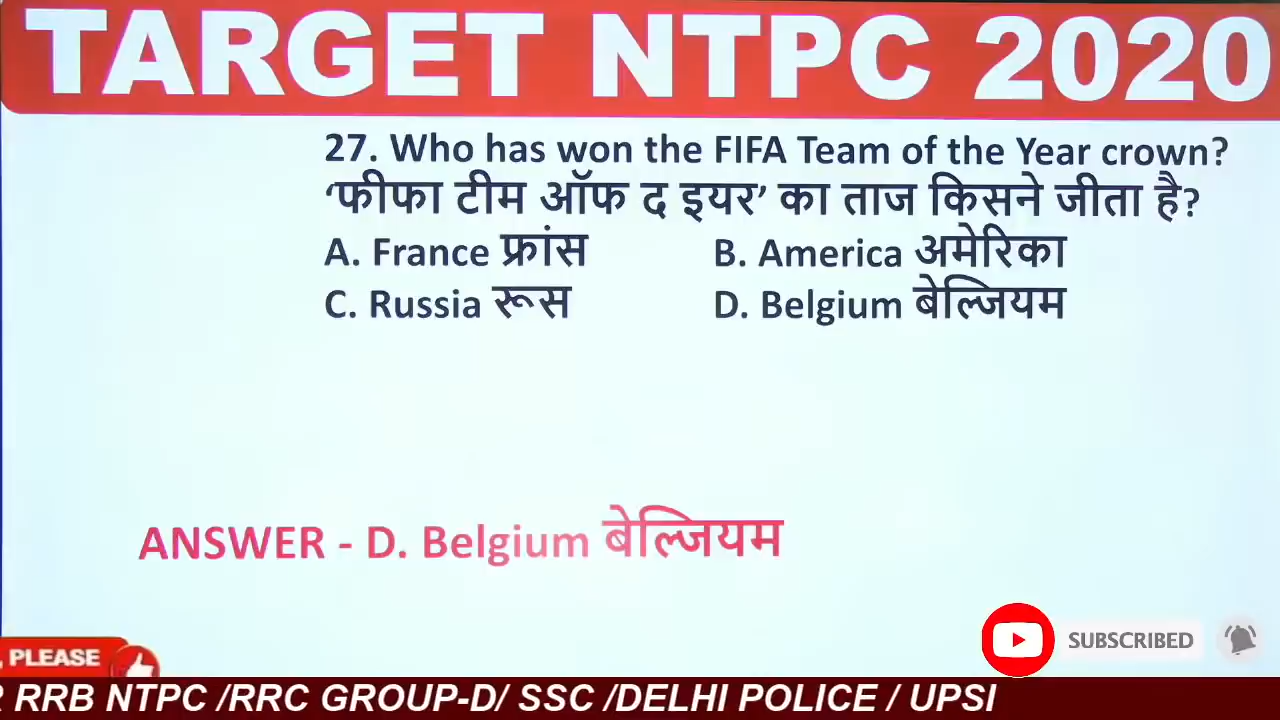 TARGET NTPC 2020
27. Who has won the FIFA Team of the Year crown?
‘फीफा टीम ऑफ द इयर’ का ताज किसने जीता है?
A. France फ्रांस B. America अमेरिका
C. Russia रूस D. Belgium बेल्जियम
ANSWER - D. Belgium बेल्जियम
SUBSCRIBED
, PLEASE
R RRB NTPC /RRC GROUP-D/ SSC /DELHI POLICE / UPSI